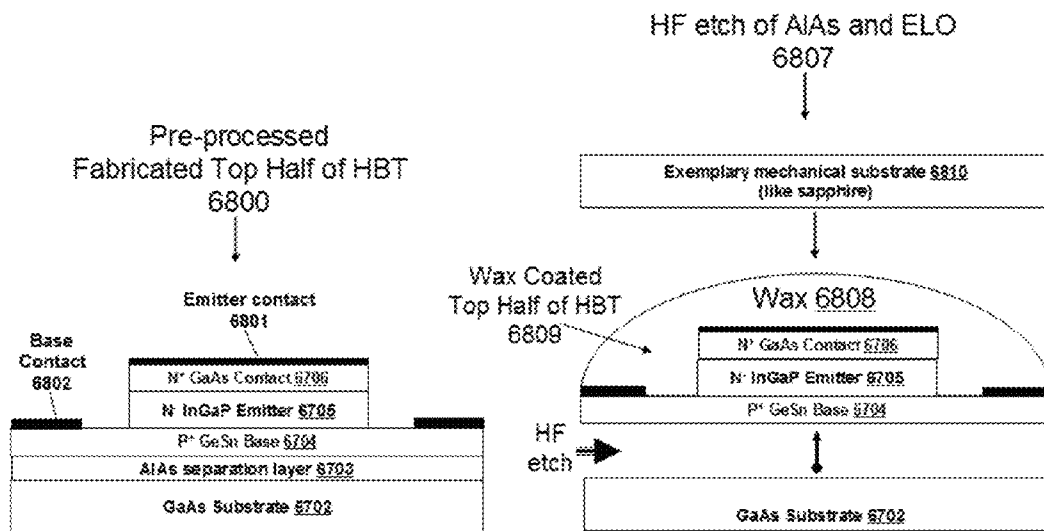 Pre-processed
Fabricated Top Half of HBT
6800
Emitter contact
6801
Base
Contact
6802
N⁺ GaAs Contact 6706
N⁻ InGaP Emitter 6705
P⁺ GeSn Base 6704
AlAs separation layer 6703
GaAs Substrate 6702
HF etch of AlAs and ELO
6807
Exemplary mechanical substrate 6810
(like sapphire)
Wax Coated
Top Half of HBT
6809
Wax 6808
N⁺ GaAs Contact 6706
N⁻ InGaP Emitter 6705
P⁺ GeSn Base 6704
HF
etch
GaAs Substrate 6702